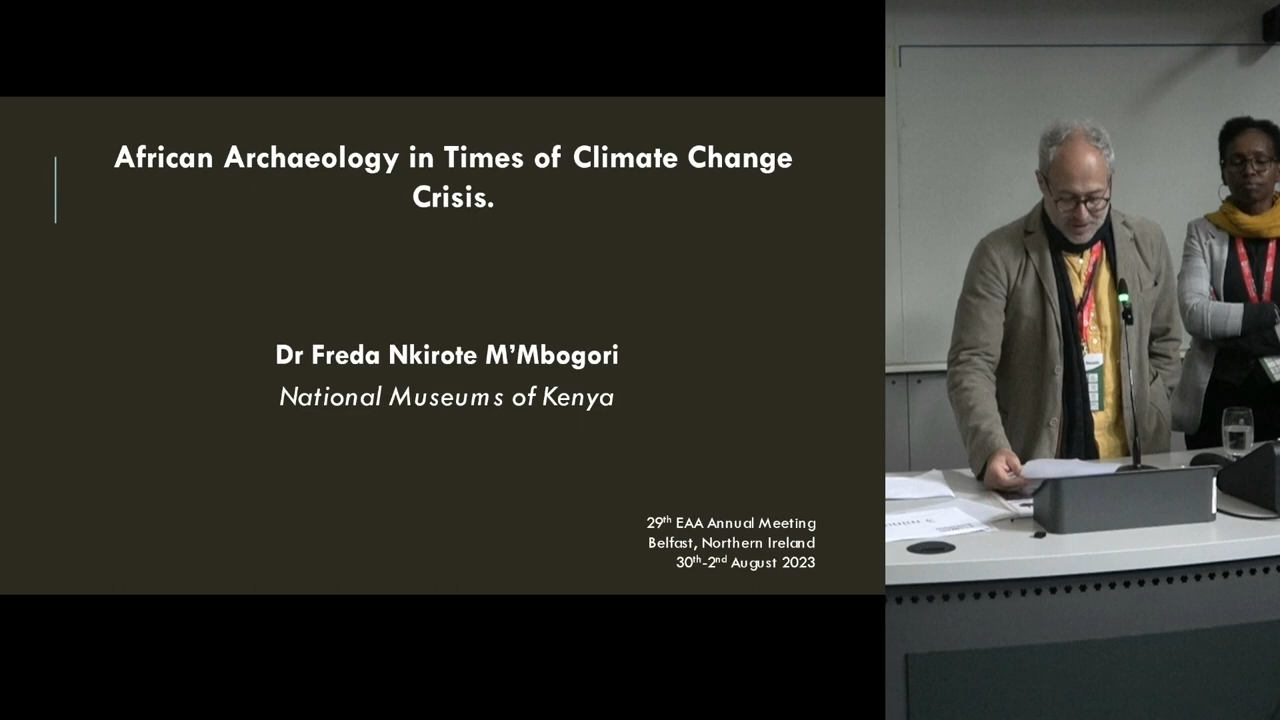 African Archaeology in Times of Climate Change
Crisis.
Dr Freda Nkirote M’Mbogori
National Museums of Kenya
29th EAA Annual Meeting
Belfast, Northern Ireland
30th-2nd August 2023